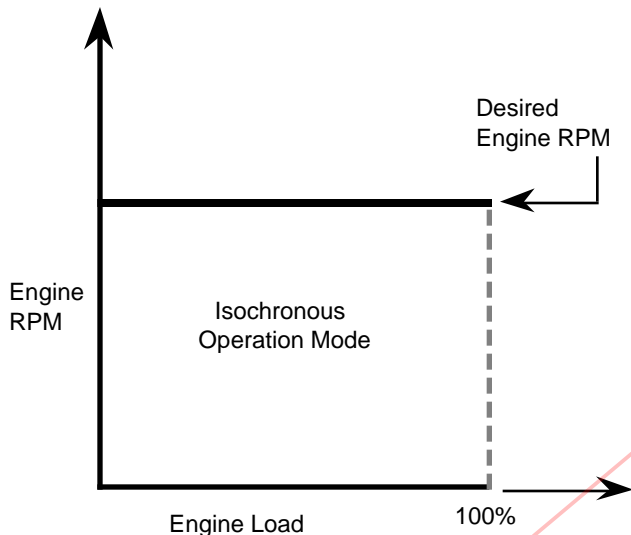 Desired
Engine RPM
Engine
RPM
Isochronous
Operation Mode
100%
Engine Load